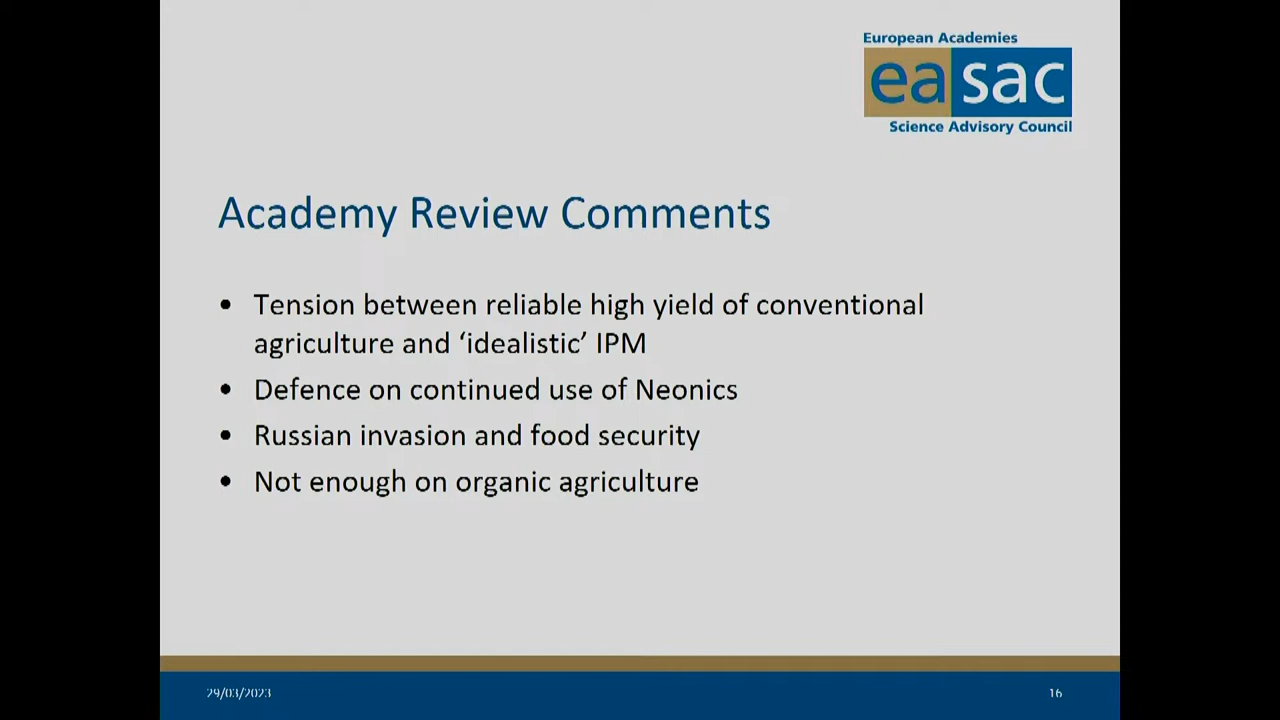 European Academies
easac
Science Advisory Council
Academy Review Comments
• Tension between reliable high yield of conventional
agriculture and ‘idealistic’ IPM
• Defence on continued use of Neonics
• Russian invasion and food security
• Not enough on organic agriculture
29/03/2023
16